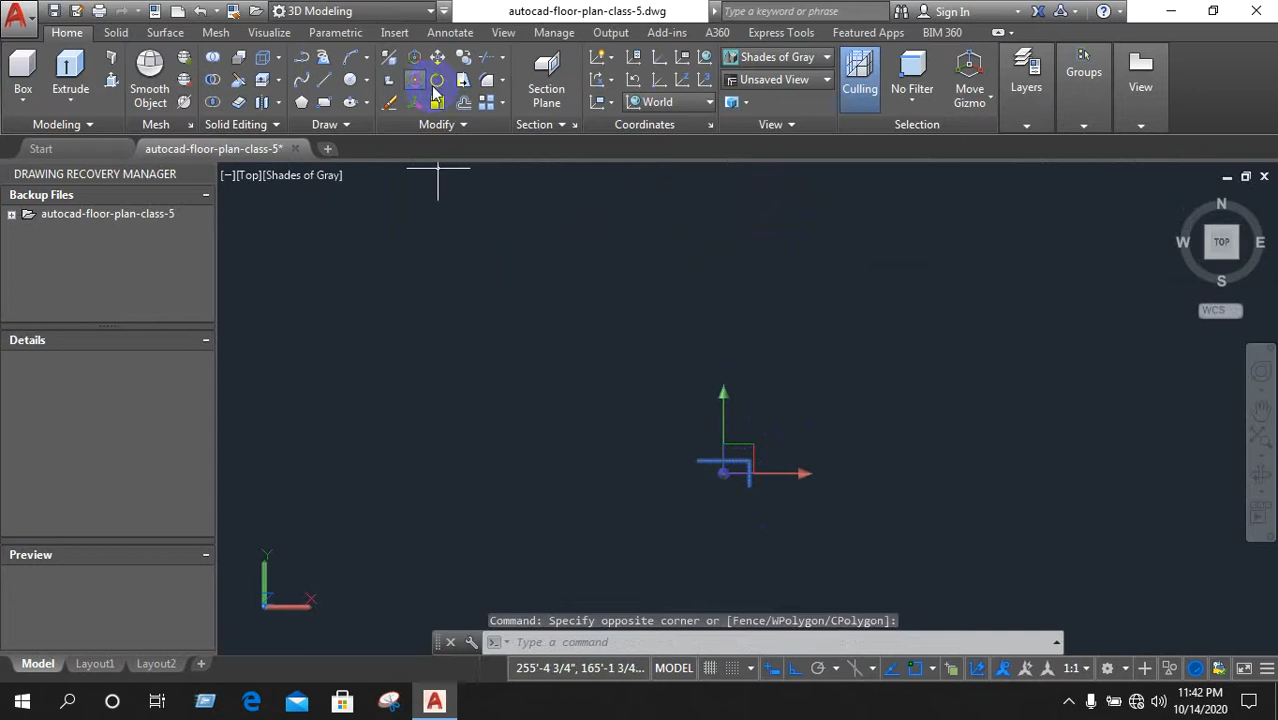 3D Modeling
autocad-floor-plan-class-5.dwg
Type a keyword or phrase
Sign In
Home Solid Surface Mesh Visualize Parametric Insert Annotate View Manage Output Add-ins A360 Express Tools Featured Apps BIM 360
Box
Extrude
Smooth Object
Section Plane
World
Shades of Gray
Unsaved View
Culling
No Filter
Move Gizmo
Layers
Groups
View
Modeling Mesh Solid Editing Draw Modify Section Coordinates View Selection
Start
autocad-floor-plan-class-5*
DRAWING RECOVERY MANAGER
Backup Files
autocad-floor-plan-class-5
Details
Preview
[−][Top][Shades of Gray]
N
W TOP E
S
WCS
Y
X
Command: Specify opposite corner or [Fence/WPolygon/CPolygon]:
Type a command
Model Layout1 Layout2
255'-4 3/4", 165'-1 3/4... MODEL
1:1
11:42 PM
10/14/2020